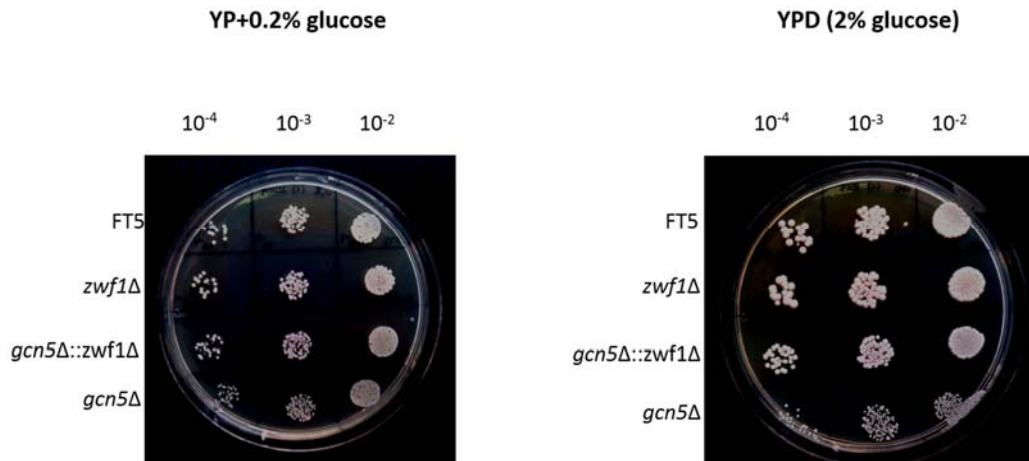 YP+0.2% glucose
10⁻⁴ 10⁻³ 10⁻²
FT5
zwf1Δ
gcn5Δ::zwf1Δ
gcn5Δ
YPD (2% glucose)
10⁻⁴ 10⁻³ 10⁻²
FT5
zwf1Δ
gcn5Δ::zwf1Δ
gcn5Δ